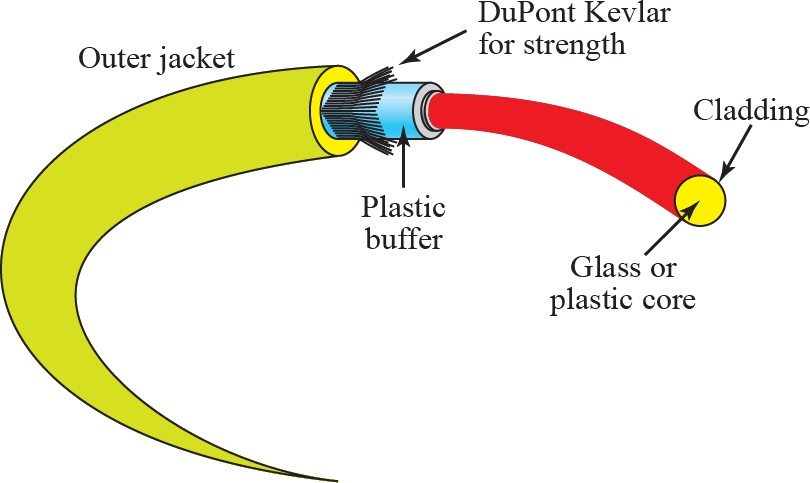 DuPont Kevlar
for strength
Outer jacket
Cladding
Plastic
buffer
Glass or
plastic core